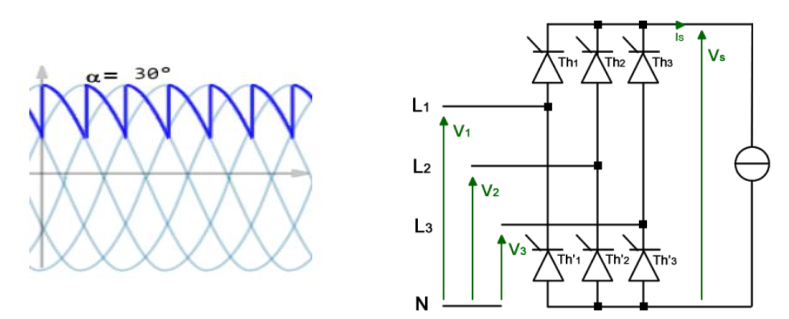 α= 30°
Is
Th1 Th2 Th3
Vs
L1
V1
L2
V2
L3
V3
Th'1 Th'2 Th'3
N